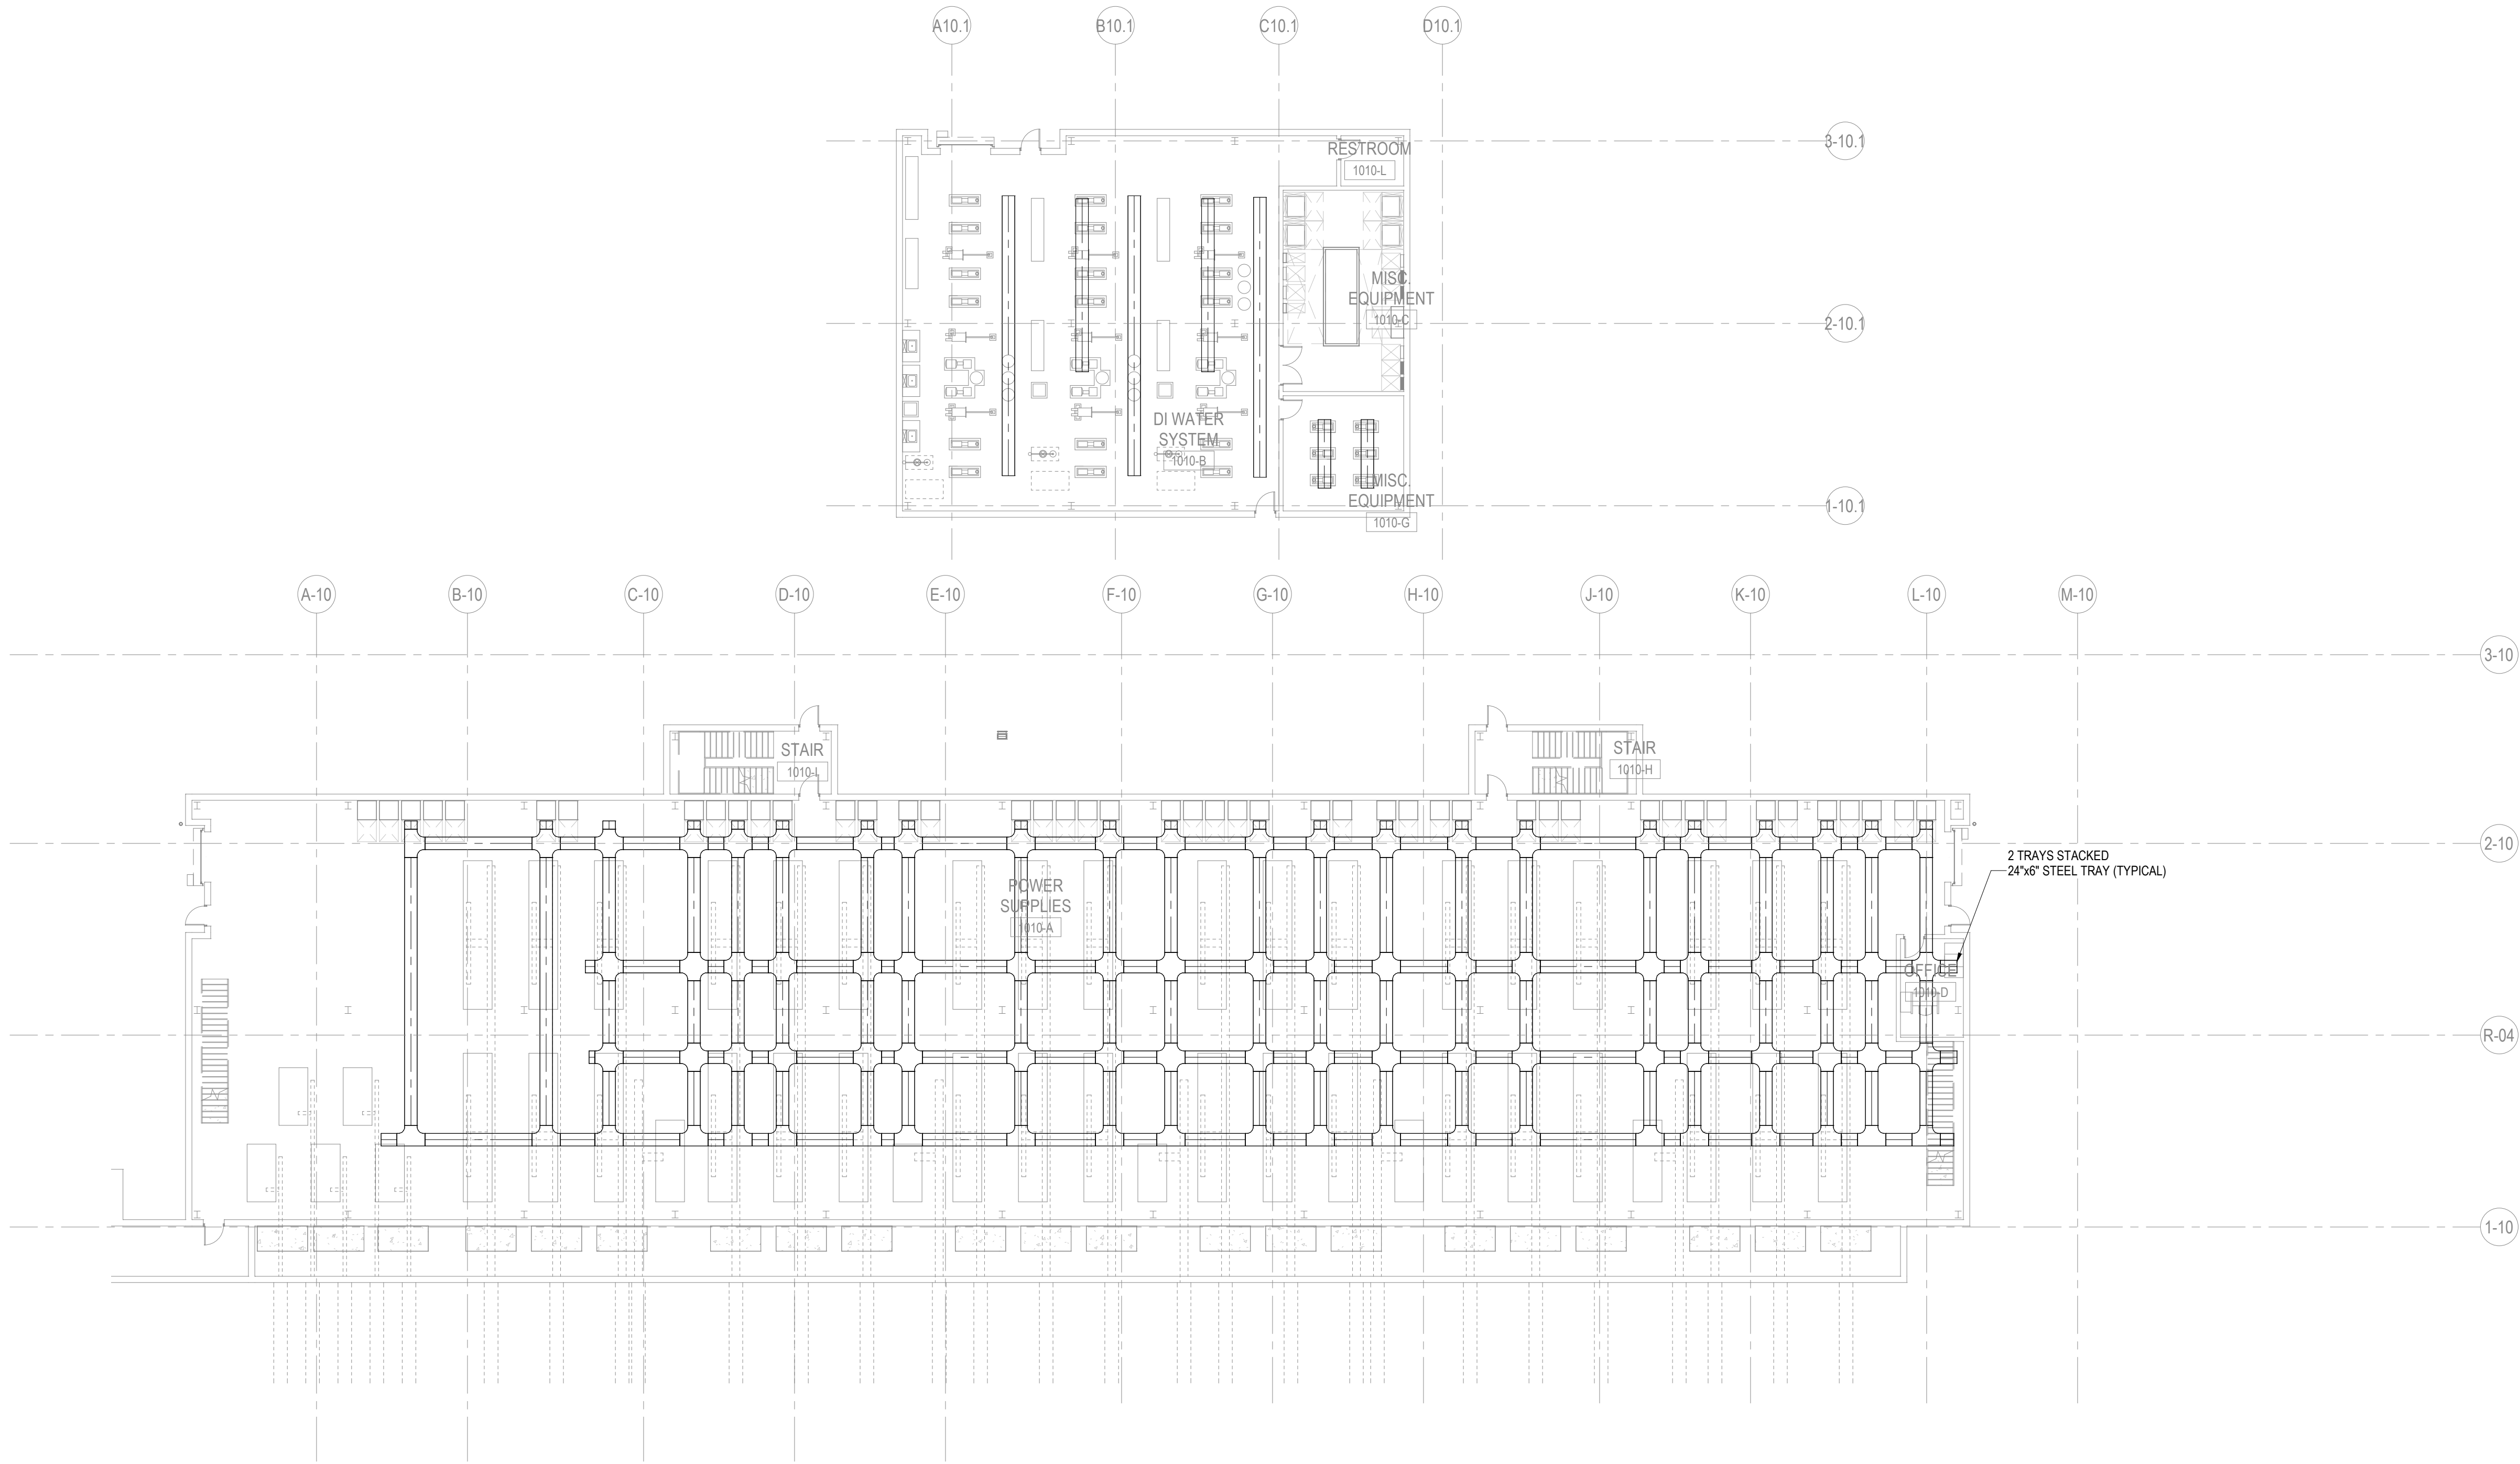 A10.1
B10.1
C10.1
D10.1
3-10.1
RESTROOM
1010-L
MISC.
EQUIPMENT
1010-C
2-10.1
DI WATER
SYSTEM
1010-B
MISC.
EQUIPMENT
1010-G
1-10.1
A-10
B-10
C-10
D-10
E-10
F-10
G-10
H-10
J-10
K-10
L-10
M-10
3-10
STAIR
1010-I
STAIR
1010-H
2-10
2 TRAYS STACKED
24"x6" STEEL TRAY (TYPICAL)
POWER
SUPPLIES
1010-A
OFFICE
1010-D
R-04
1-10